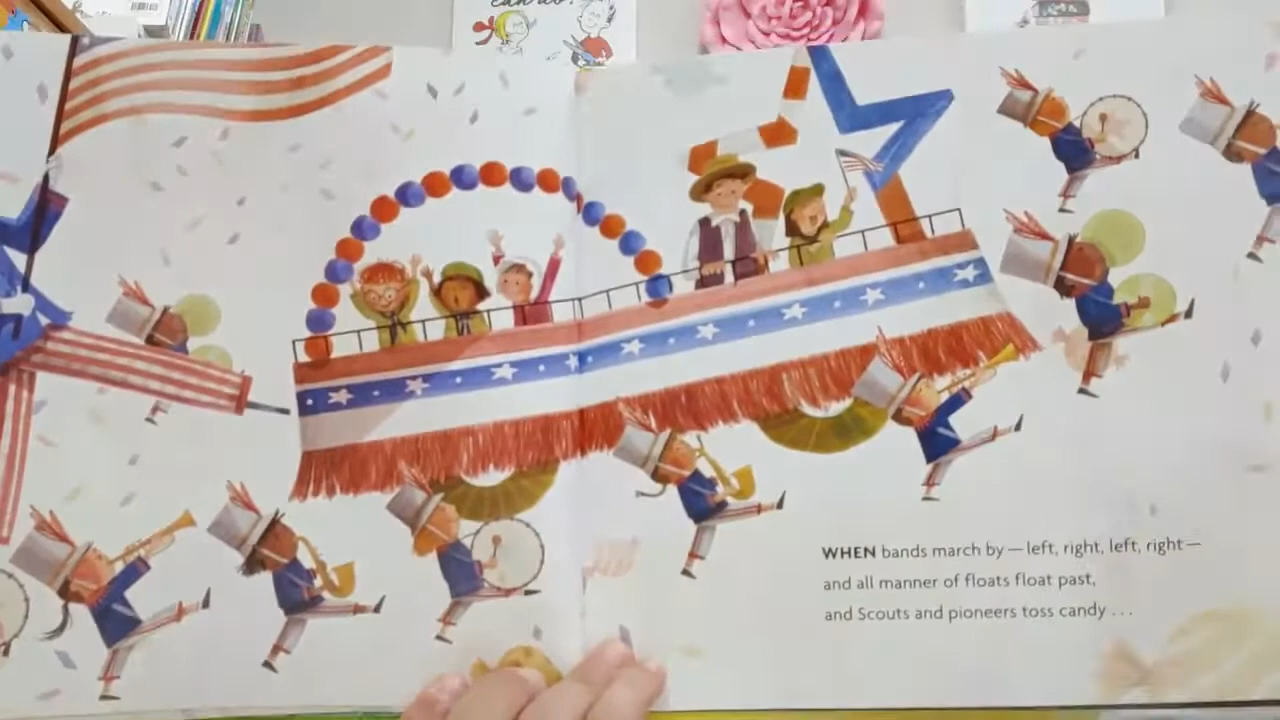 WHEN bands march by—left, right, left, right—
and all manner of floats float past,
and Scouts and pioneers toss candy . . .